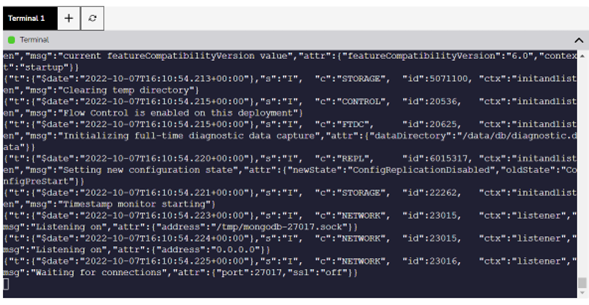 Terminal 1
Terminal
en","msg":"current featureCompatibilityVersion value","attr":{"featureCompatibilityVersion":"6.0","contex
t":"startup"}}
{"t":{"$date":"2022-10-07T16:10:54.213+00:00"},"s":"I", "c":"STORAGE", "id":5071100, "ctx":"initandlist
en","msg":"Clearing temp directory"}
{"t":{"$date":"2022-10-07T16:10:54.215+00:00"},"s":"I", "c":"CONTROL", "id":20536, "ctx":"initandlist
en","msg":"Flow Control is enabled on this deployment"}
{"t":{"$date":"2022-10-07T16:10:54.215+00:00"},"s":"I", "c":"FTDC", "id":20625, "ctx":"initandlist
en","msg":"Initializing full-time diagnostic data capture","attr":{"dataDirectory":"/data/db/diagnostic.d
ata"}}
{"t":{"$date":"2022-10-07T16:10:54.220+00:00"},"s":"I", "c":"REPL", "id":6015317, "ctx":"initandlist
en","msg":"Setting new configuration state","attr":{"newState":"ConfigReplicationDisabled","oldState":"Co
nfigPreStart"}}
{"t":{"$date":"2022-10-07T16:10:54.221+00:00"},"s":"I", "c":"STORAGE", "id":22262, "ctx":"initandlist
en","msg":"Timestamp monitor starting"}
{"t":{"$date":"2022-10-07T16:10:54.223+00:00"},"s":"I", "c":"NETWORK", "id":23015, "ctx":"listener","
msg":"Listening on","attr":{"address":"/tmp/mongodb-27017.sock"}}
{"t":{"$date":"2022-10-07T16:10:54.224+00:00"},"s":"I", "c":"NETWORK", "id":23015, "ctx":"listener","
msg":"Listening on","attr":{"address":"0.0.0.0"}}
{"t":{"$date":"2022-10-07T16:10:54.225+00:00"},"s":"I", "c":"NETWORK", "id":23016, "ctx":"listener","
msg":"Waiting for connections","attr":{"port":27017,"ssl":"off"}}